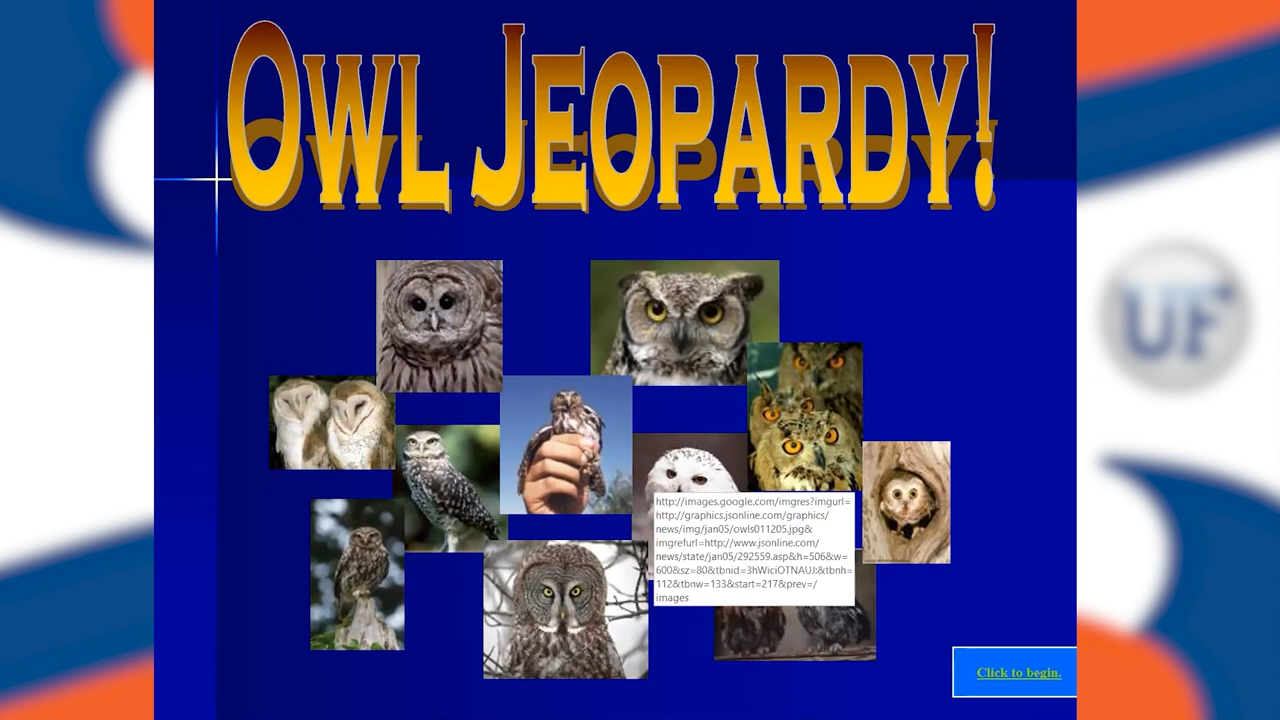 OWL JEOPARDY!
http://images.google.com/imgres?imgurl=
http://graphics.jsonline.com/graphics/
news/img/jan05/owls011205.jpg&
imgrefurl=http://www.jsonline.com/
news/state/jan05/292559.asp&h=506&w=
600&sz=80&tbnid=3hWiciOTNAUJ:&tbnh=
112&tbnw=133&start=217&prev=/
images
UF
Click to begin.